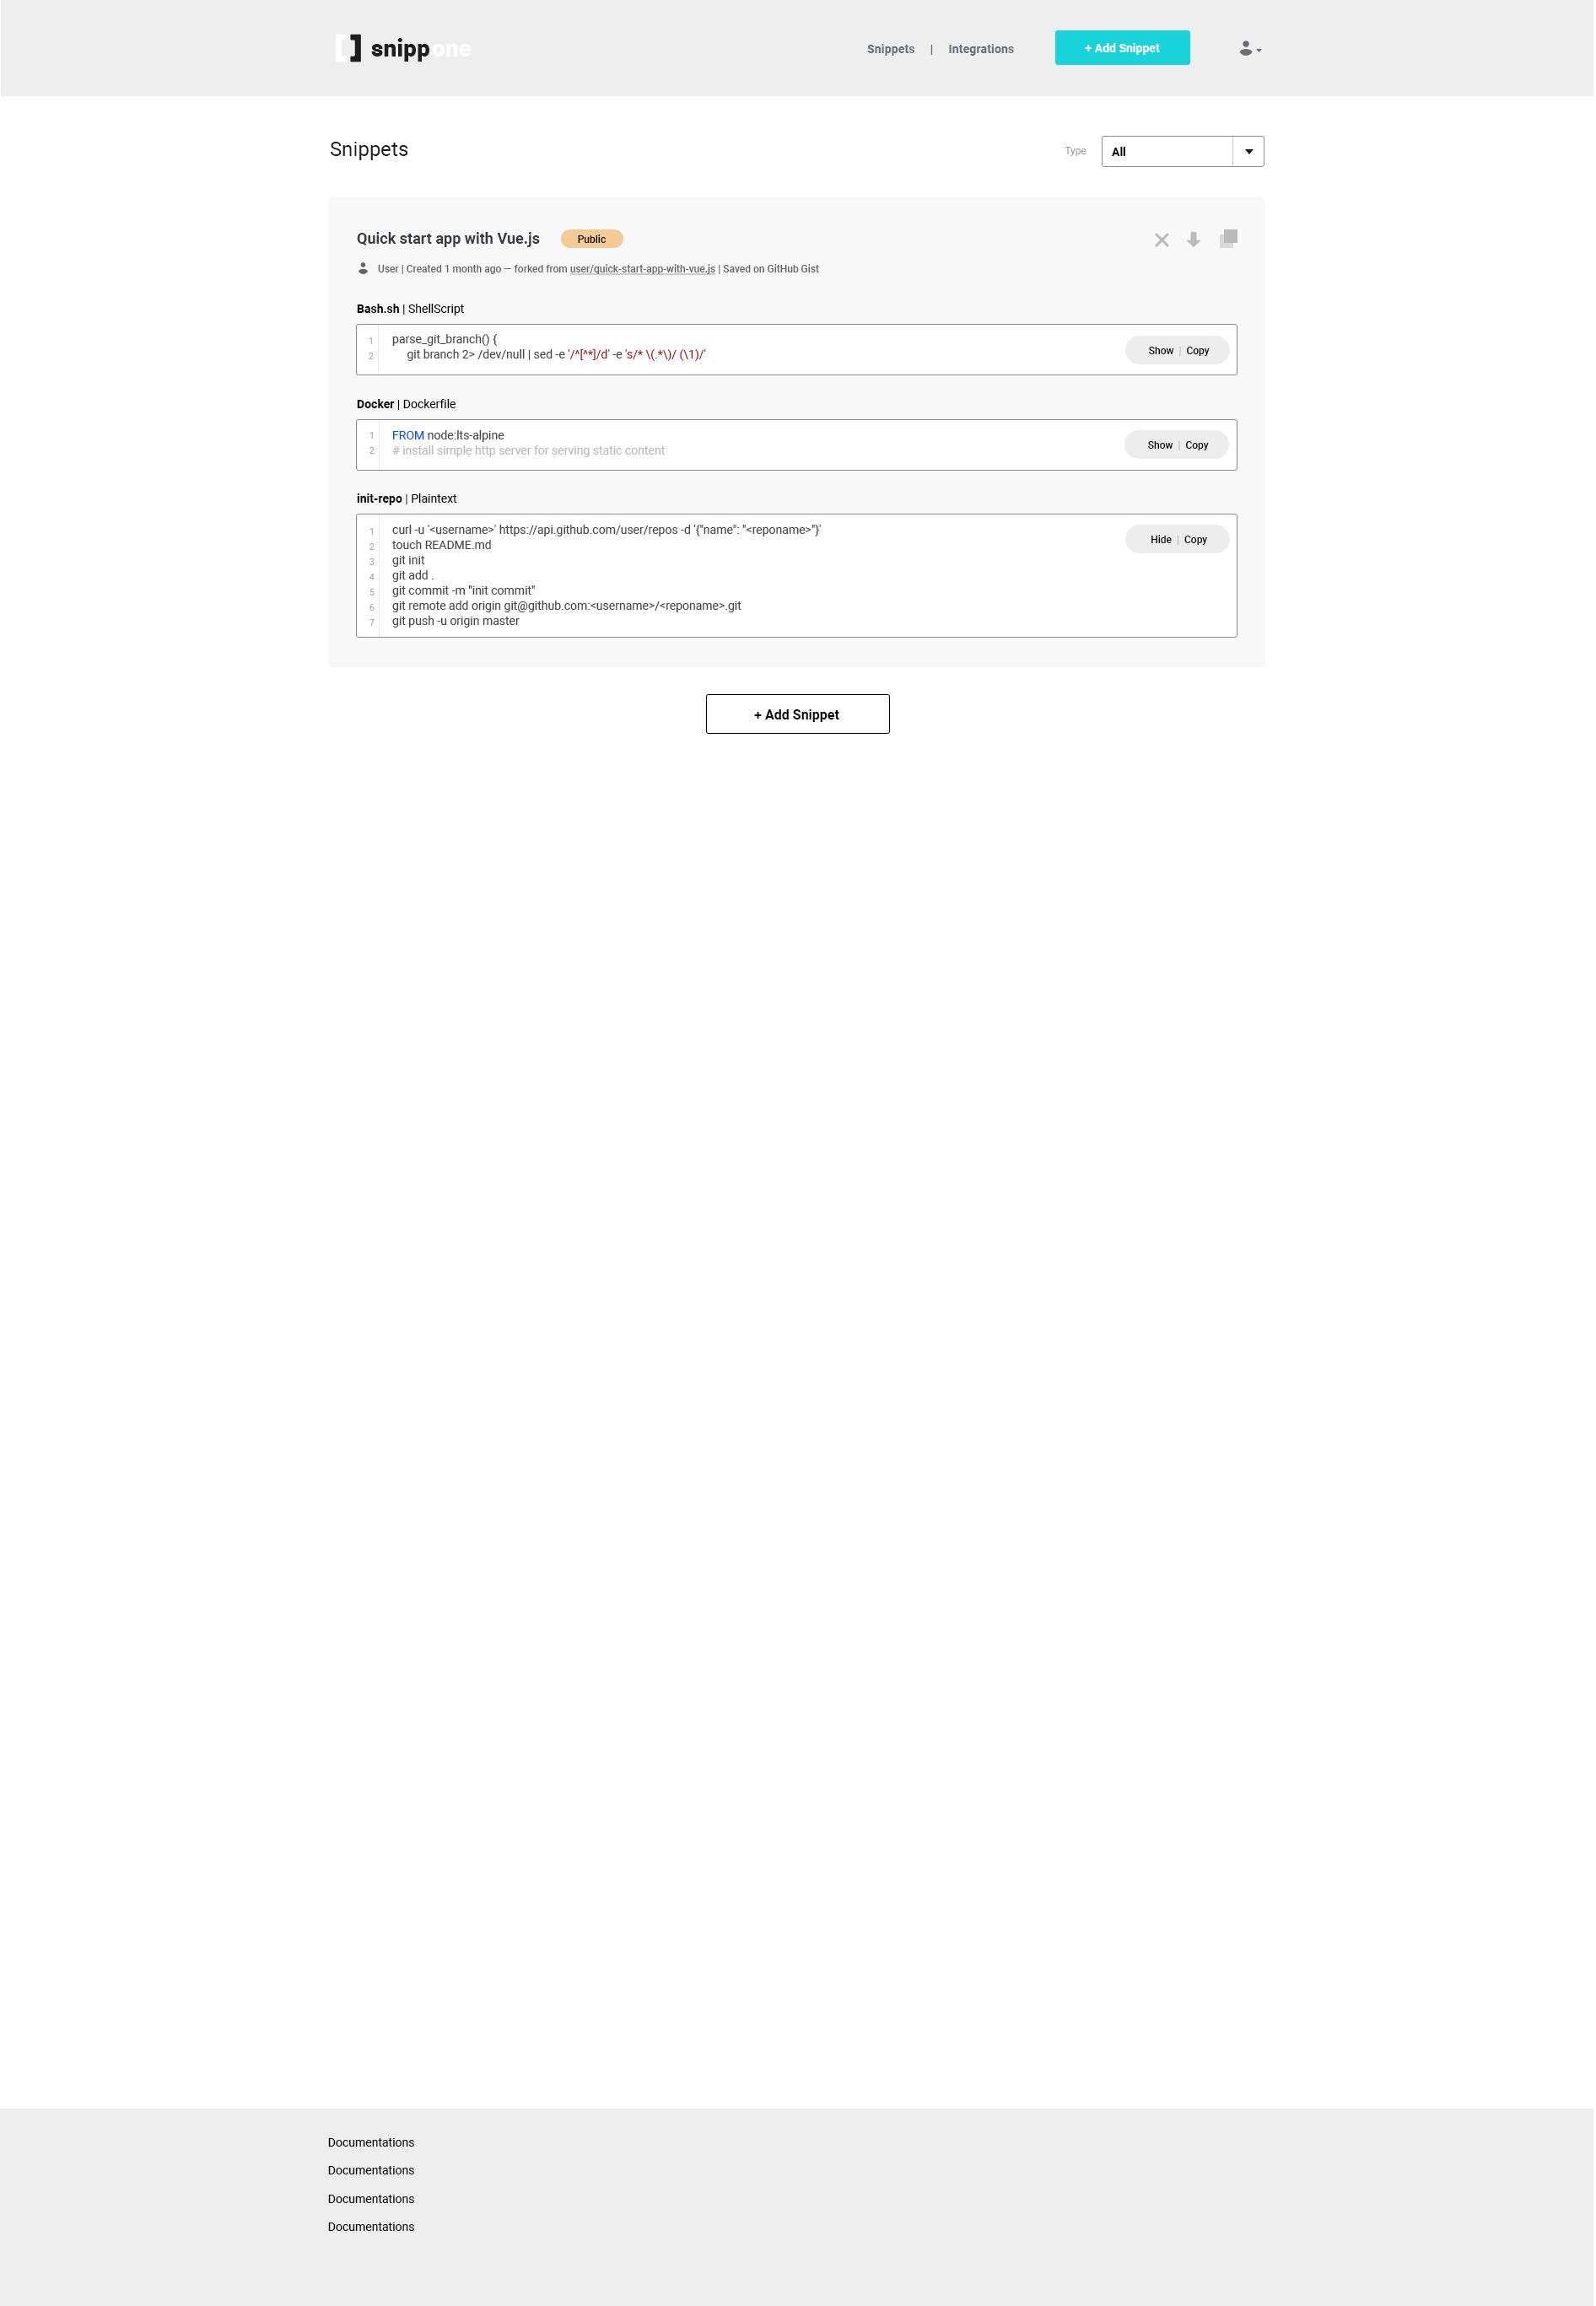 [ ] snippone
Snippets | Integrations
+ Add Snippet
Snippets
Type
All
Quick start app with Vue.js
Public
User | Created 1 month ago — forked from user/quick-start-app-with-vue.js | Saved on GitHub Gist
Bash.sh | ShellScript
1 parse_git_branch() {
2 git branch 2> /dev/null | sed -e '/^[^*]/d' -e 's/* \(.*\)/ (\1)/'
Show | Copy
Docker | Dockerfile
1 FROM node:lts-alpine
2 # install simple http server for serving static content
Show | Copy
init-repo | Plaintext
1 curl -u '<username>' https://api.github.com/user/repos -d '{"name": "<reponame>"}'
2 touch README.md
3 git init
4 git add .
5 git commit -m "init commit"
6 git remote add origin git@github.com:<username>/<reponame>.git
7 git push -u origin master
Hide | Copy
+ Add Snippet
Documentations
Documentations
Documentations
Documentations